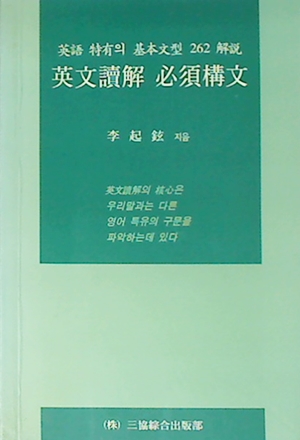 英語 特有의 基本文型 262 解説
英文讀解 必須構文
李起鉉 지음
英文讀解의 核心은
우리말과는 다른
영어 특유의 구문을
파악하는데 있다
(株) 三協綜合出版部